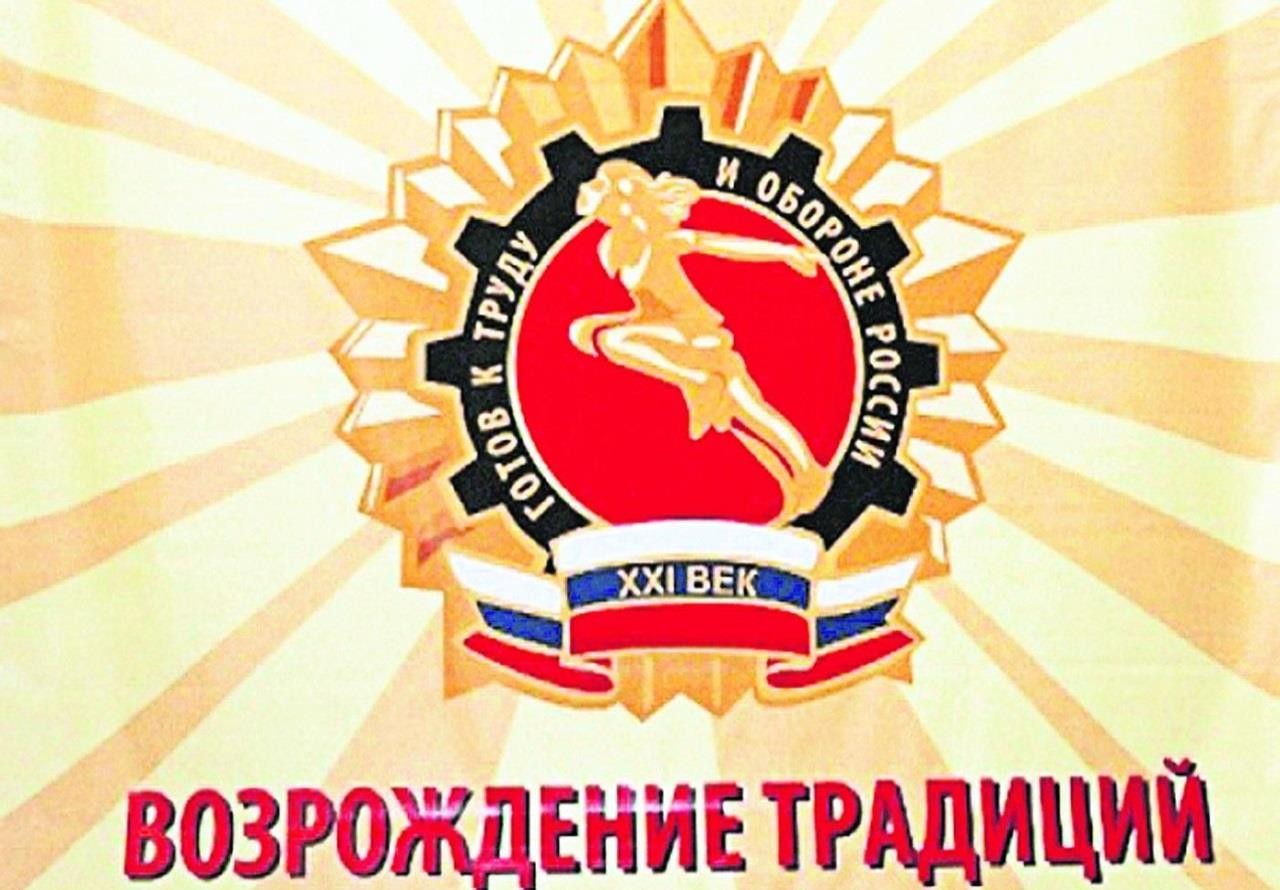 ГОТОВ К ТРУДУ
И ОБОРОНЕ РОССИИ
XXI ВЕК
ВОЗРОЖДЕНИЕ ТРАДИЦИЙ